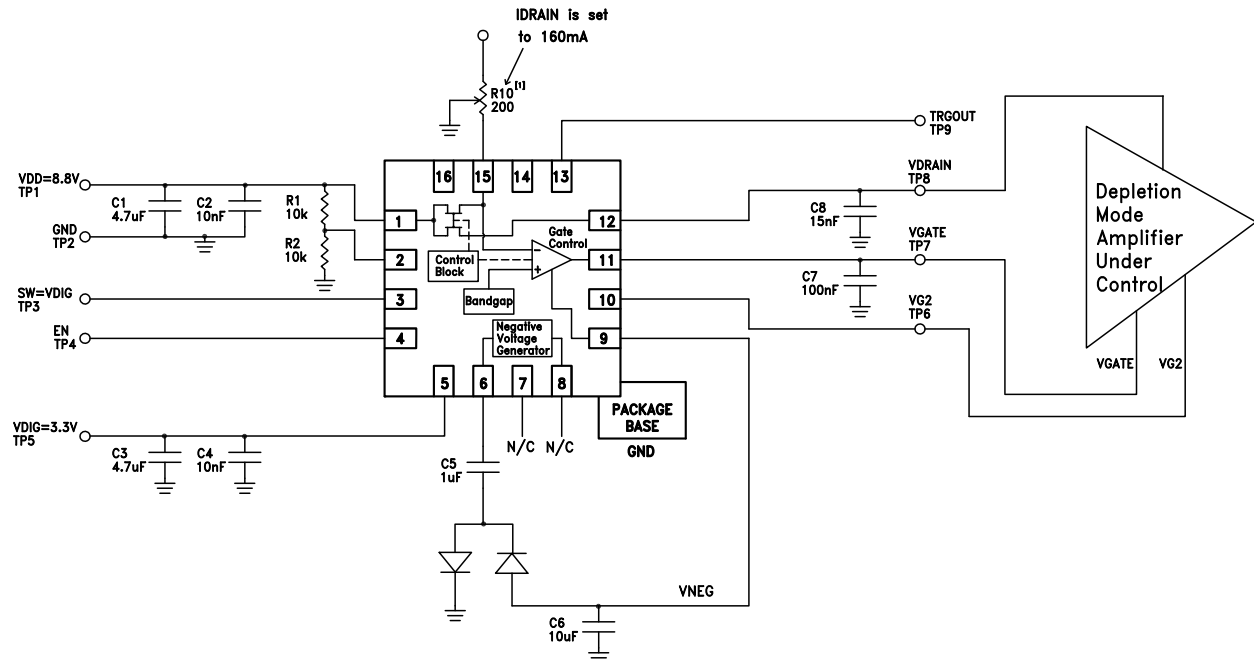 IDRAIN is set
to 160mA
R10[1]
200
TRGOUT
TP9
VDD=8.8V
TP1
C1
4.7uF
C2
10nF
R1
10k
GND
TP2
R2
10k
SW=VDIG
TP3
EN
TP4
VDIG=3.3V
TP5
C3
4.7uF
C4
10nF
16
15
14
13
1
2
3
4
5
6
7
8
12
11
10
9
Control
Block
Bandgap
Gate
Control
-
+
Negative
Voltage
Generator
PACKAGE
BASE
GND
N/C
N/C
C5
1uF
VNEG
C6
10uF
VDRAIN
TP8
C8
15nF
VGATE
TP7
C7
100nF
VG2
TP6
Depletion
Mode
Amplifier
Under
Control
VGATE
VG2